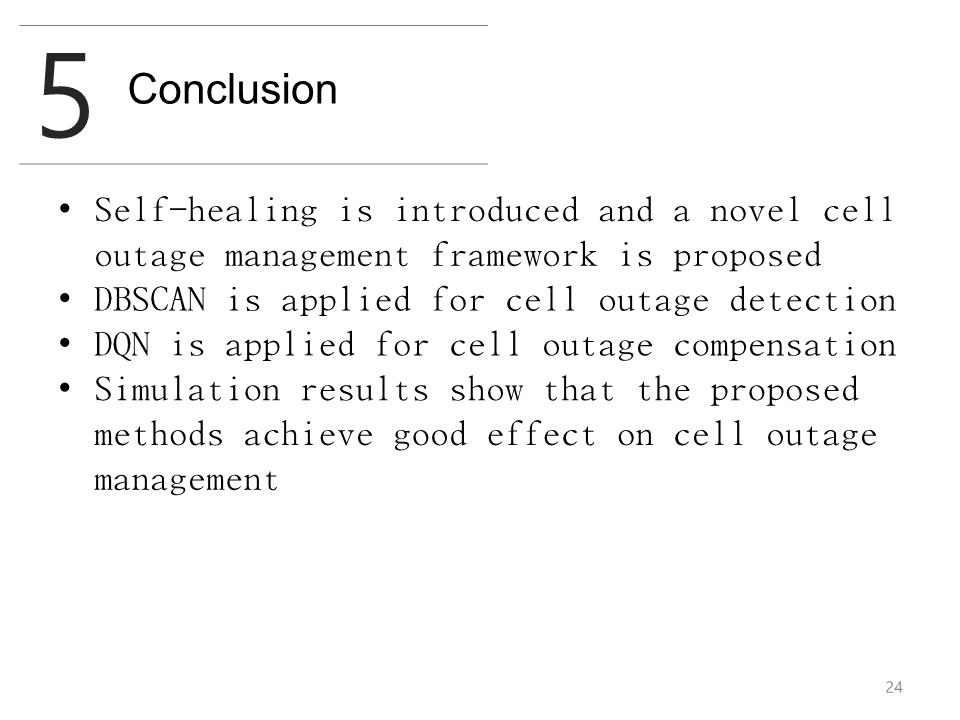 5
Conclusion
• Self-healing is introduced and a novel cell
outage management framework is proposed
• DBSCAN is applied for cell outage detection
• DQN is applied for cell outage compensation
• Simulation results show that the proposed
methods achieve good effect on cell outage
management
24